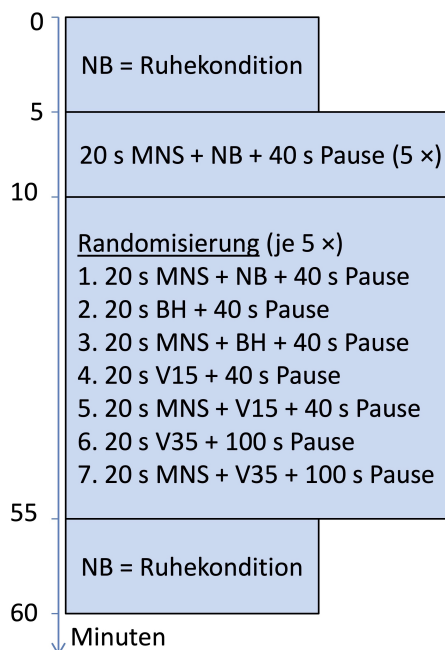 0
NB = Ruhekondition
5
20 s MNS + NB + 40 s Pause (5 ×)
10
Randomisierung (je 5 ×)
1. 20 s MNS + NB + 40 s Pause
2. 20 s BH + 40 s Pause
3. 20 s MNS + BH + 40 s Pause
4. 20 s V15 + 40 s Pause
5. 20 s MNS + V15 + 40 s Pause
6. 20 s V35 + 100 s Pause
7. 20 s MNS + V35 + 100 s Pause
55
NB = Ruhekondition
60
Minuten